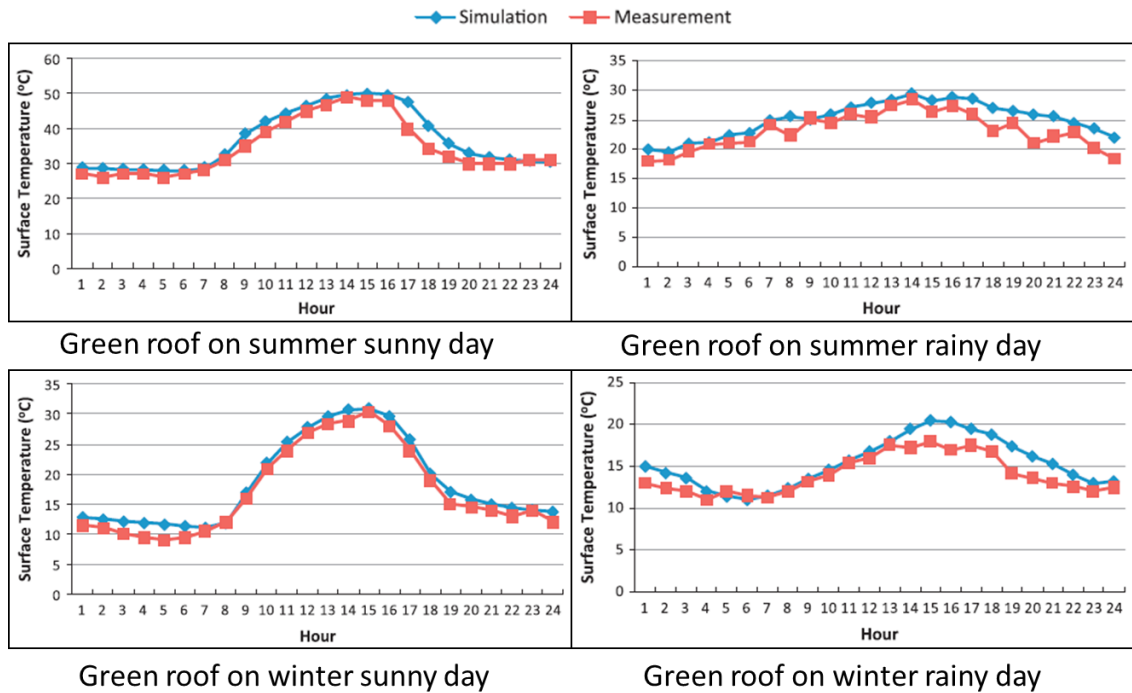 Simulation Measurement
Surface Temperature (°C)
60
50
40
30
20
10
0
1 2 3 4 5 6 7 8 9 10 11 12 13 14 15 16 17 18 19 20 21 22 23 24
Hour
Green roof on summer sunny day
Surface Temperature (°C)
35
30
25
20
15
10
5
0
1 2 3 4 5 6 7 8 9 10 11 12 13 14 15 16 17 18 19 20 21 22 23 24
Hour
Green roof on summer rainy day
Surface Temperature (°C)
35
30
25
20
15
10
5
0
1 2 3 4 5 6 7 8 9 10 11 12 13 14 15 16 17 18 19 20 21 22 23 24
Hour
Green roof on winter sunny day
Surface Temperature (°C)
25
20
15
10
5
0
1 2 3 4 5 6 7 8 9 10 11 12 13 14 15 16 17 18 19 20 21 22 23 24
Hour
Green roof on winter rainy day